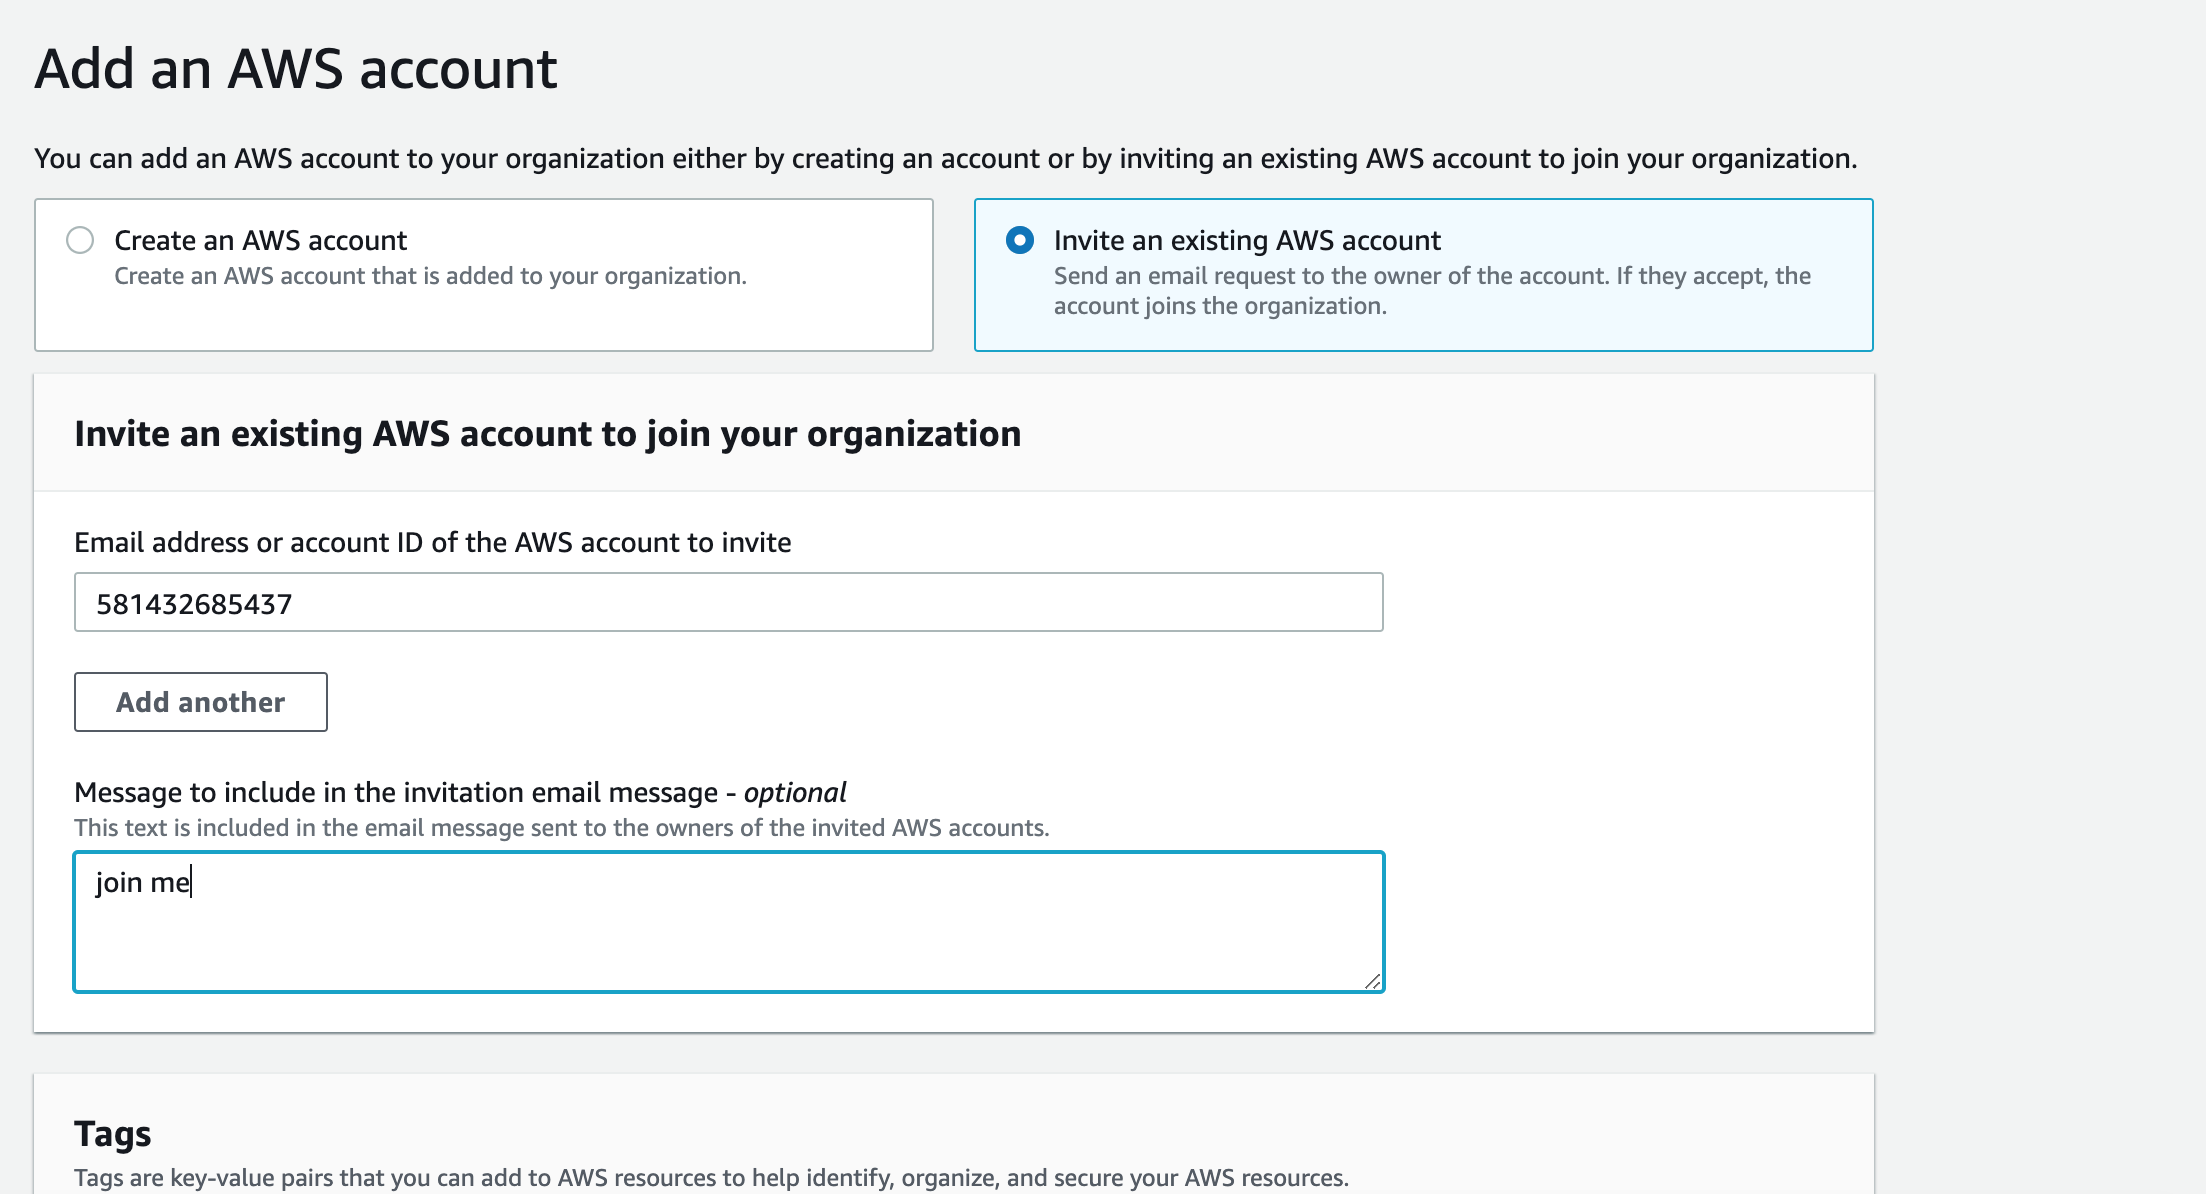 Add an AWS account
You can add an AWS account to your organization either by creating an account or by inviting an existing AWS account to join your organization.
Create an AWS account
Create an AWS account that is added to your organization.
Invite an existing AWS account
Send an email request to the owner of the account. If they accept, the
account joins the organization.
Invite an existing AWS account to join your organization
Email address or account ID of the AWS account to invite
581432685437
Add another
Message to include in the invitation email message - optional
This text is included in the email message sent to the owners of the invited AWS accounts.
join me
Tags
Tags are key-value pairs that you can add to AWS resources to help identify, organize, and secure your AWS resources.